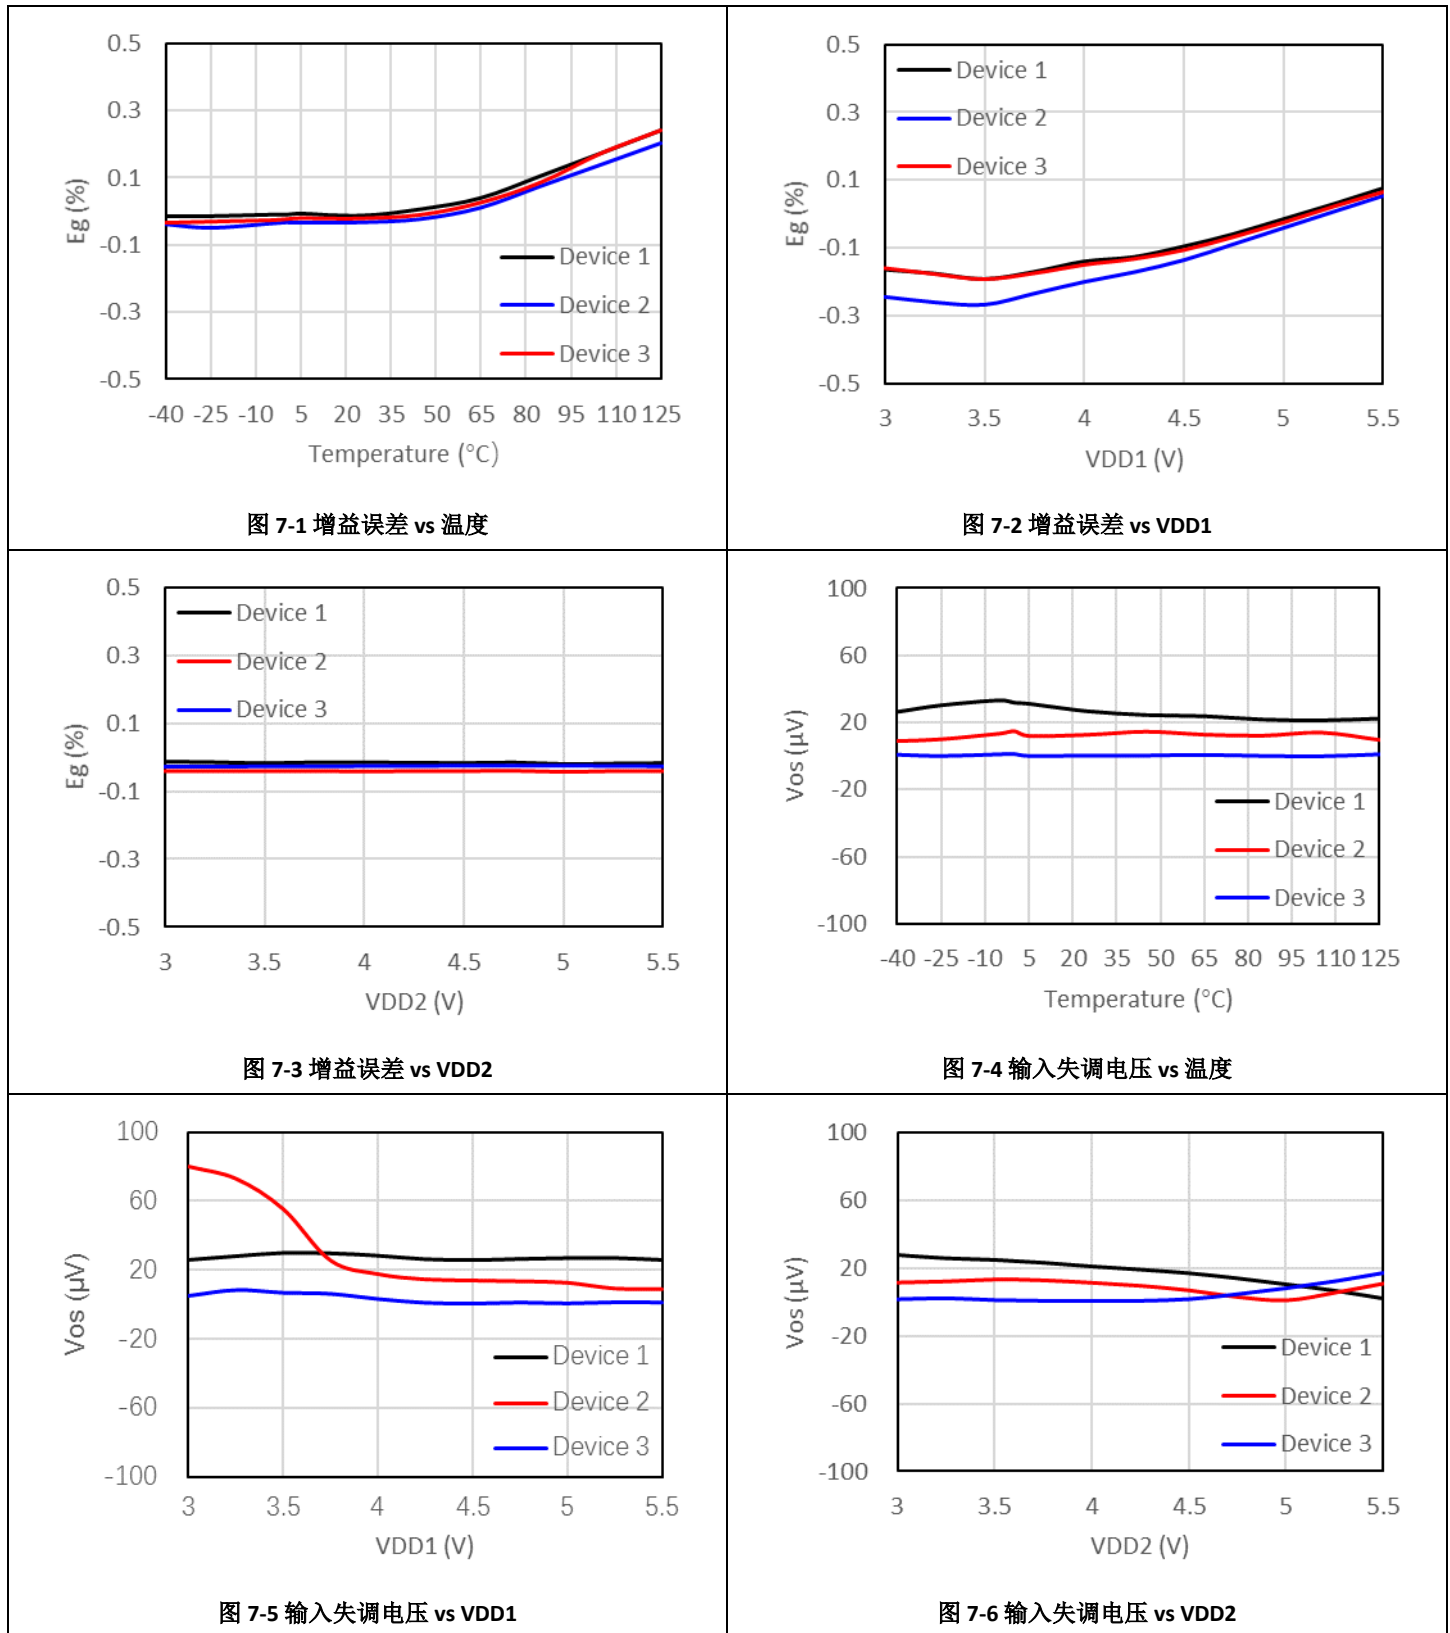 0.5
0.3
0.1
-0.1
-0.3
-0.5
Eg (%)
Device 1
Device 2
Device 3
-40 -25 -10 5 20 35 50 65 80 95 110 125
Temperature (°C)
图 7-1 增益误差 vs 温度
0.5
0.3
0.1
-0.1
-0.3
-0.5
Eg (%)
Device 1
Device 2
Device 3
3 3.5 4 4.5 5 5.5
VDD1 (V)
图 7-2 增益误差 vs VDD1
0.5
0.3
0.1
-0.1
-0.3
-0.5
Eg (%)
Device 1
Device 2
Device 3
3 3.5 4 4.5 5 5.5
VDD2 (V)
图 7-3 增益误差 vs VDD2
100
60
20
-20
-60
-100
Vos (μV)
Device 1
Device 2
Device 3
-40 -25 -10 5 20 35 50 65 80 95 110 125
Temperature (°C)
图 7-4 输入失调电压 vs 温度
100
60
20
-20
-60
-100
Vos (μV)
Device 1
Device 2
Device 3
3 3.5 4 4.5 5 5.5
VDD1 (V)
图 7-5 输入失调电压 vs VDD1
100
60
20
-20
-60
-100
Vos (μV)
Device 1
Device 2
Device 3
3 3.5 4 4.5 5 5.5
VDD2 (V)
图 7-6 输入失调电压 vs VDD2